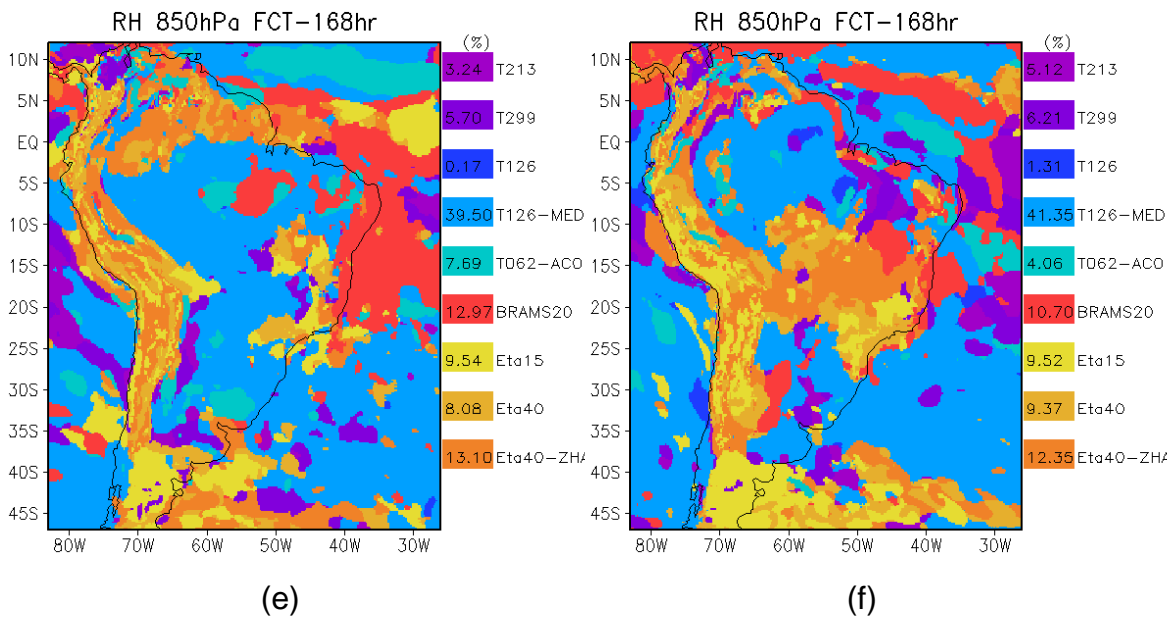 RH 850hPa FCT-168hr
(%)
3.24 T213
5.70 T299
0.17 T126
39.50 T126-MED
7.69 T062-ACO
12.97 BRAMS20
9.54 Eta15
8.08 Eta40
13.10 Eta40-ZHA
10N
5N
EQ
5S
10S
15S
20S
25S
30S
35S
40S
45S
80W 70W 60W 50W 40W 30W
(e)
RH 850hPa FCT-168hr
(%)
5.12 T213
6.21 T299
1.31 T126
41.35 T126-MED
4.06 T062-ACO
10.70 BRAMS20
9.52 Eta15
9.37 Eta40
12.35 Eta40-ZHA
10N
5N
EQ
5S
10S
15S
20S
25S
30S
35S
40S
45S
80W 70W 60W 50W 40W 30W
(f)